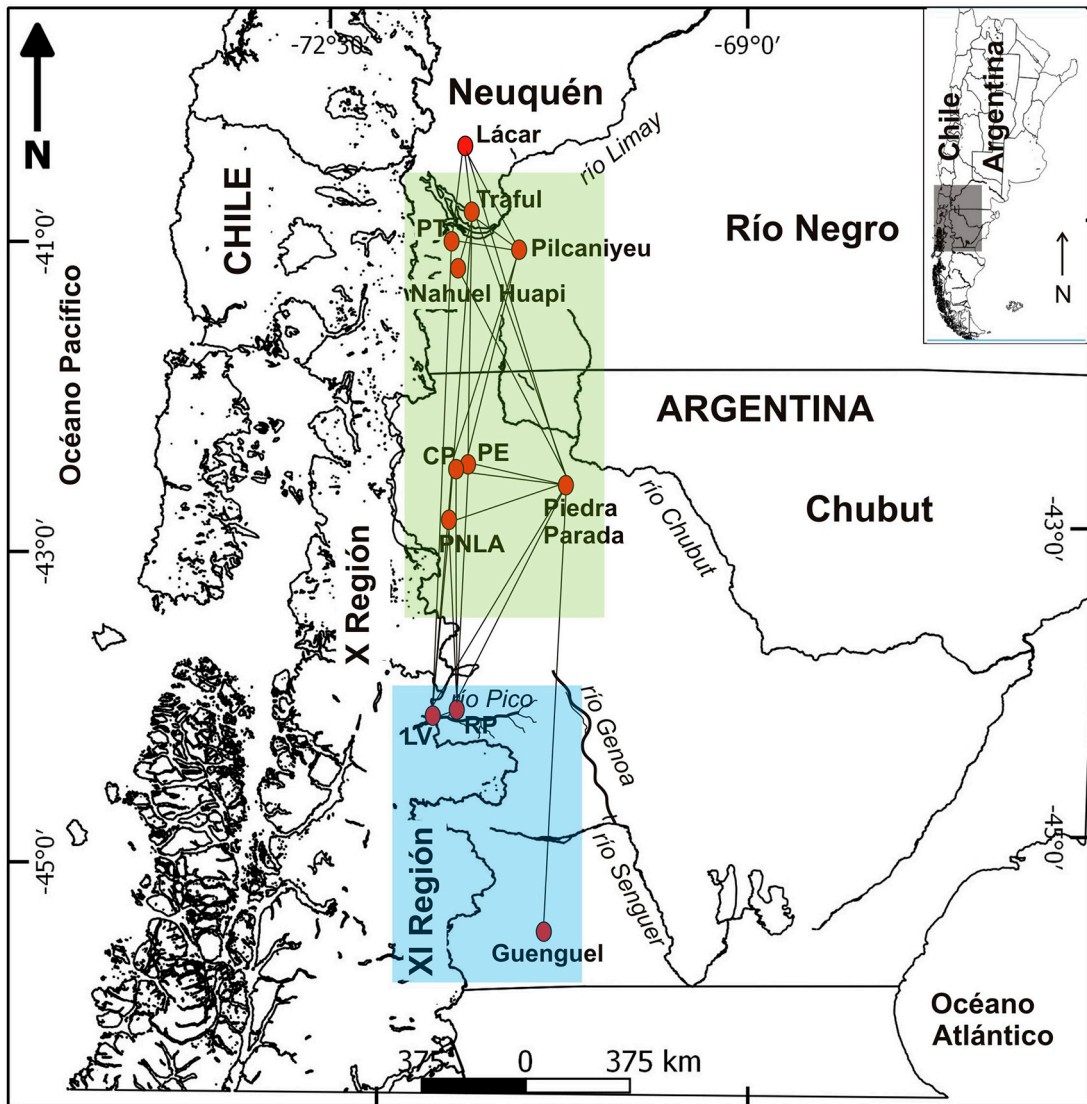 -72°30'
-69°0'
N
Neuquén
Lácar
río Limay
Chile
Argentina
N
Traful
PT
Pilcaniyeu
Nahuel Huapi
Río Negro
-41°0'
CHILE
Océano Pacífico
ARGENTINA
CP
PE
Piedra
Parada
PNLA
Chubut
río Chubut
-43°0'
-43°0'
X Región
río Pico
LV
RP
río Genoa
río Senguer
-45°0'
-45°0'
XI Región
Guenguel
Océano
Atlántico
375
0
375 km